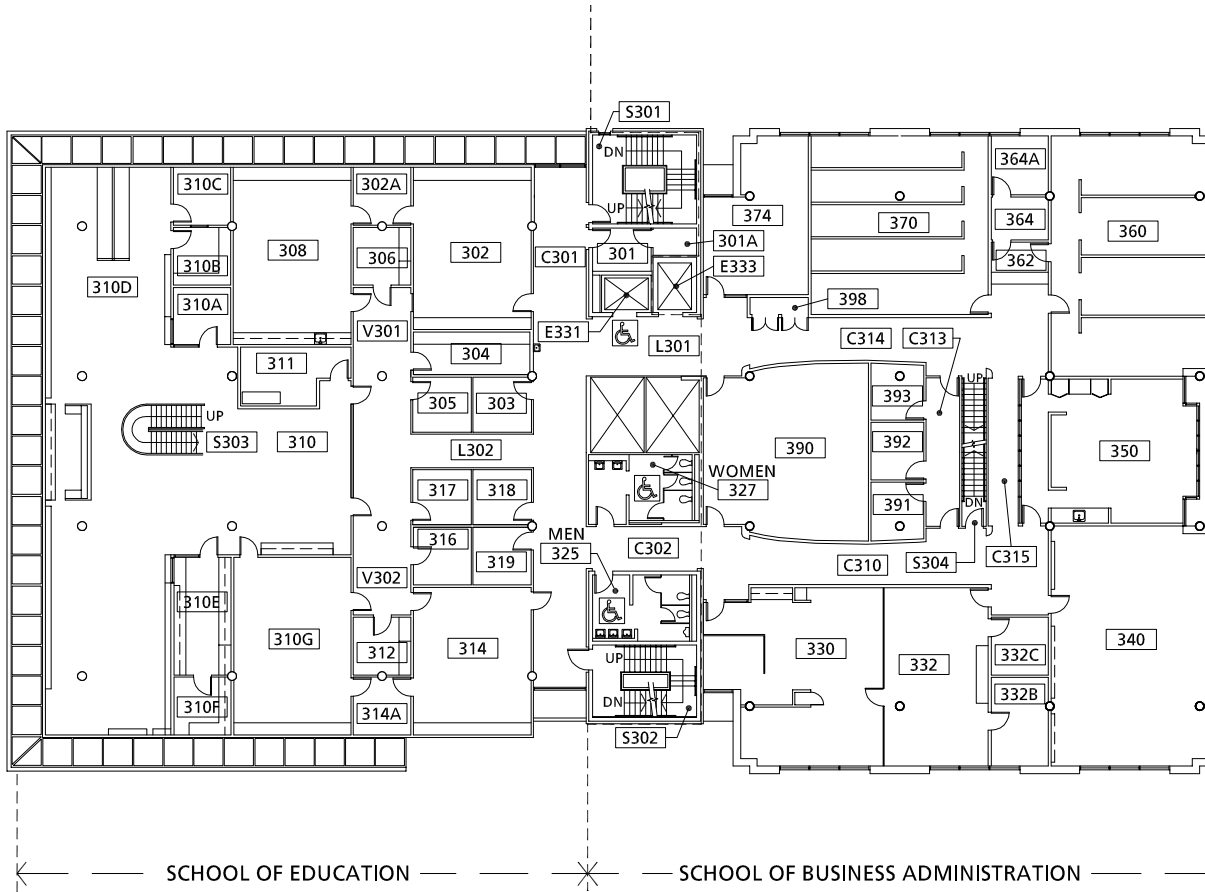 S301
DN
UP
310C
302A
364A
374
370
364
360
308
306
302
C301
301
301A
310B
362
E333
310D
310A
398
V301
E331
L301
C314
C313
304
311
UP
305
303
393
UP
S303
310
L302
390
392
350
WOMEN
317
318
327
391
DN
MEN
316
325
C302
S304
C315
319
V302
C310
310E
310G
312
314
330
332
340
332C
UP
310F
314A
DN
332B
S302
SCHOOL OF EDUCATION
SCHOOL OF BUSINESS ADMINISTRATION